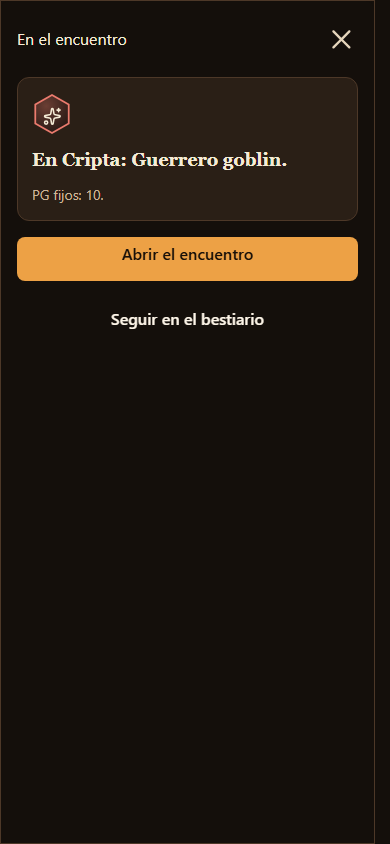 En el encuentro
En Cripta: Guerrero goblin.
PG fijos: 10.
Abrir el encuentro
Seguir en el bestiario